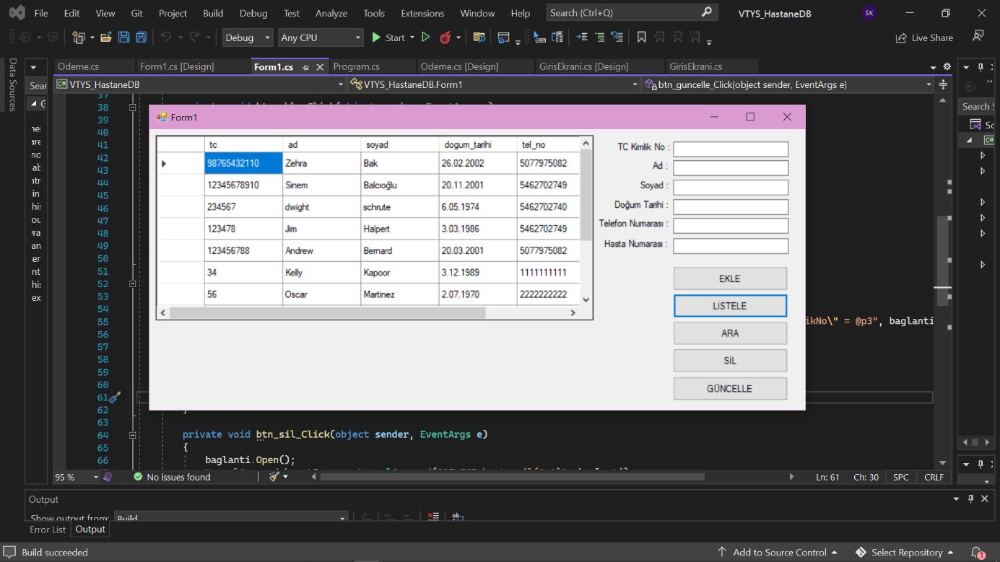 File Edit View Git Project Build Debug Test Analyze Tools Extensions Window Help Search (Ctrl+Q) VTYS_HastaneDB SK
Debug Any CPU Start Live Share
Data Sources
Odeme.cs Form1.cs [Design] Form1.cs Program.cs Odeme.cs [Design] GirisEkrani.cs [Design] GirisEkrani.cs
VTYS_HastaneDB VTYS_HastaneDB.Form1 btn_guncelle_Click(object sender, EventArgs e)
Form1
tc ad soyad dogum_tarihi tel_no
98765432110 Zehra Bak 26.02.2002 5077975082
12345678910 Sinem Balcıoğlu 20.11.2001 5462702749
234567 dwight schrute 6.05.1974 5462702740
123478 Jim Halpert 3.03.1986 5462702749
123456788 Andrew Bernard 20.03.2001 5077975082
34 Kelly Kapoor 3.12.1989 1111111111
56 Oscar Martinez 2.07.1970 2222222222
TC Kimlik No :
Ad :
Soyad :
Doğum Tarihi :
Telefon Numarası :
Hasta Numarası :
EKLE
LİSTELE
ARA
SİL
GÜNCELLE
37
38
39
40
41
42
43
44
45
46
47
48
49
50
51
52
53
54
55 ikNo\" = @p3", baglanti
56
57
58
59
60
61
62 }
63
64 private void btn_sil_Click(object sender, EventArgs e)
65 {
66 baglanti.Open();
95 % No issues found Ln: 61 Ch: 30 SPC CRLF
Output
Show output from: Build
Error List Output
Build succeeded Add to Source Control Select Repository 1